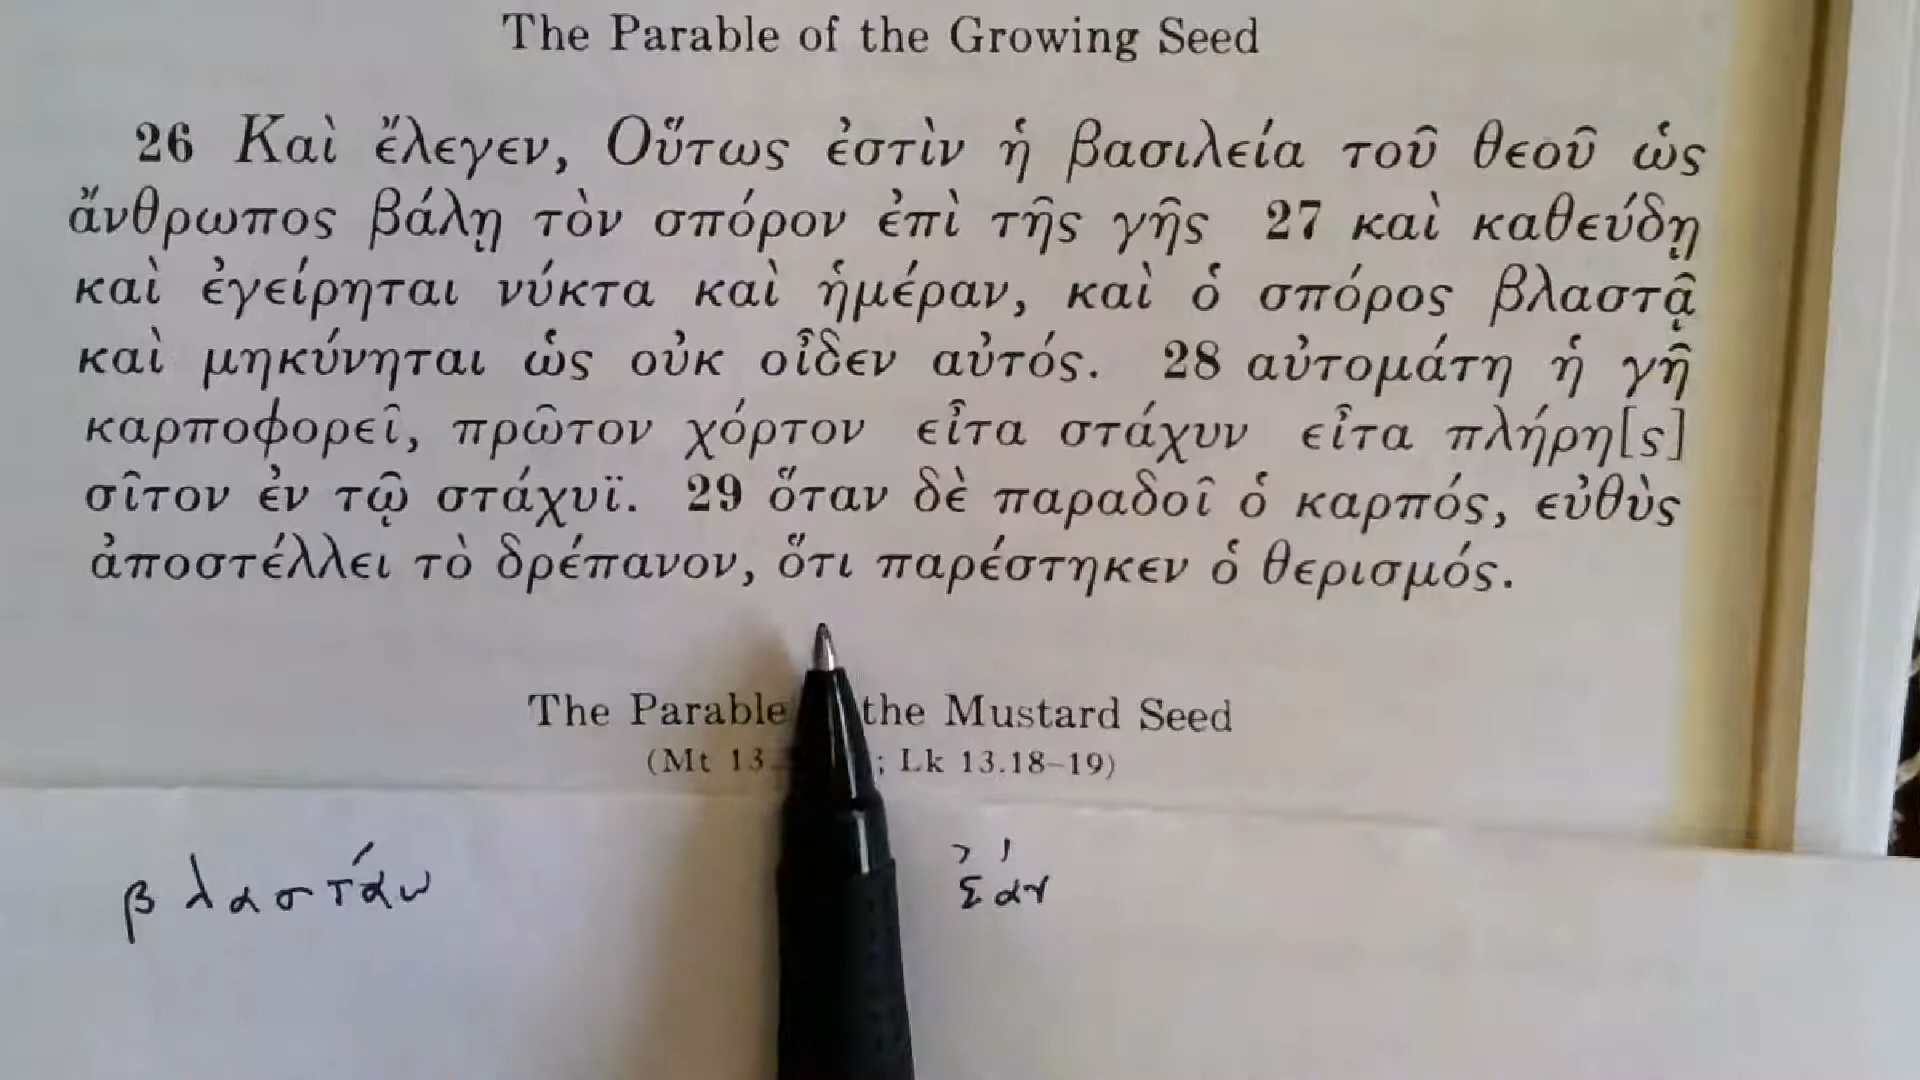 The Parable of the Growing Seed
26 Καὶ ἔλεγεν, Οὕτως ἐστὶν ἡ βασιλεία τοῦ θεοῦ ὡς
ἄνθρωπος βάλῃ τὸν σπόρον ἐπὶ τῆς γῆς 27 καὶ καθεύδῃ
καὶ ἐγείρηται νύκτα καὶ ἡμέραν, καὶ ὁ σπόρος βλαστᾷ
καὶ μηκύνηται ὡς οὐκ οἶδεν αὐτός. 28 αὐτομάτη ἡ γῆ
καρποφορεῖ, πρῶτον χόρτον εἶτα στάχυν εἶτα πλήρη[ς]
σῖτον ἐν τῷ στάχυϊ. 29 ὅταν δὲ παραδοῖ ὁ καρπός, εὐθὺς
ἀποστέλλει τὸ δρέπανον, ὅτι παρέστηκεν ὁ θερισμός.
The Parable the Mustard Seed
(Mt 13. ; Lk 13.18–19)
βλαστάω ἐάν